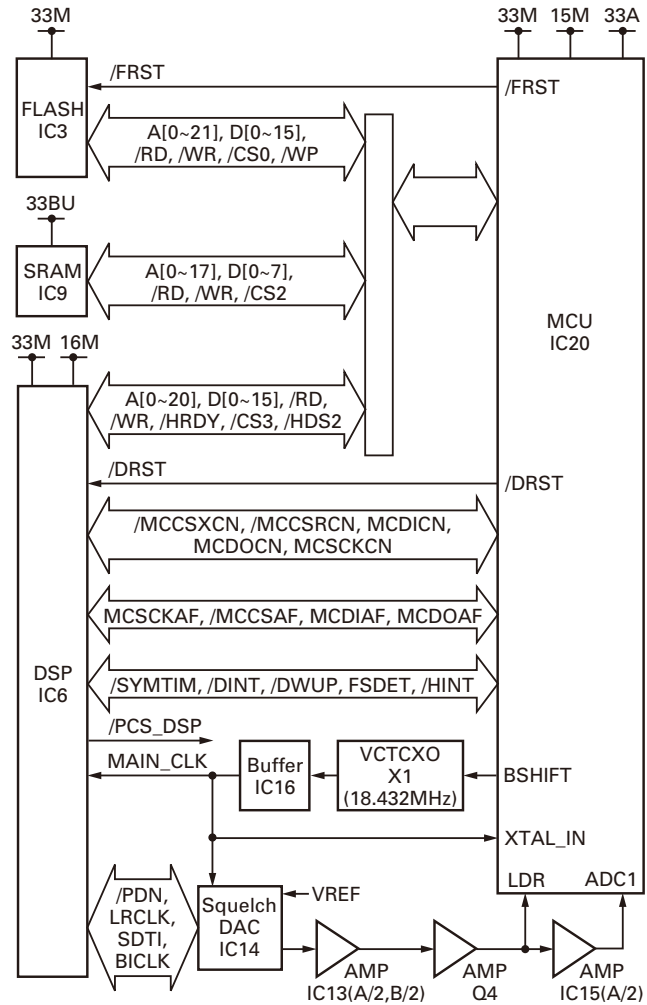 33M
33M
15M
33A
/FRST
/FRST
FLASH
IC3
A[0~21], D[0~15],
/RD, /WR, /CS0, /WP
33BU
SRAM
IC9
A[0~17], D[0~7],
/RD, /WR, /CS2
MCU
IC20
33M
16M
A[0~20], D[0~15], /RD,
/WR, /HRDY, /CS3, /HDS2
/DRST
/DRST
/MCCSXCN, /MCCSRCN, MCDICN,
MCDOCN, MCSCKCN
MCSCKAF, /MCCSAF, MCDIAF, MCDOAF
DSP
IC6
/SYMTIM, /DINT, /DWUP, FSDET, /HINT
/PCS_DSP
MAIN_CLK
Buffer
IC16
VCTCXO
X1
(18.432MHz)
BSHIFT
XTAL_IN
LDR
ADC1
/PDN,
LRCLK,
SDTI,
BICLK
Squelch
DAC
IC14
VREF
AMP
IC13(A/2,B/2)
AMP
Q4
AMP
IC15(A/2)